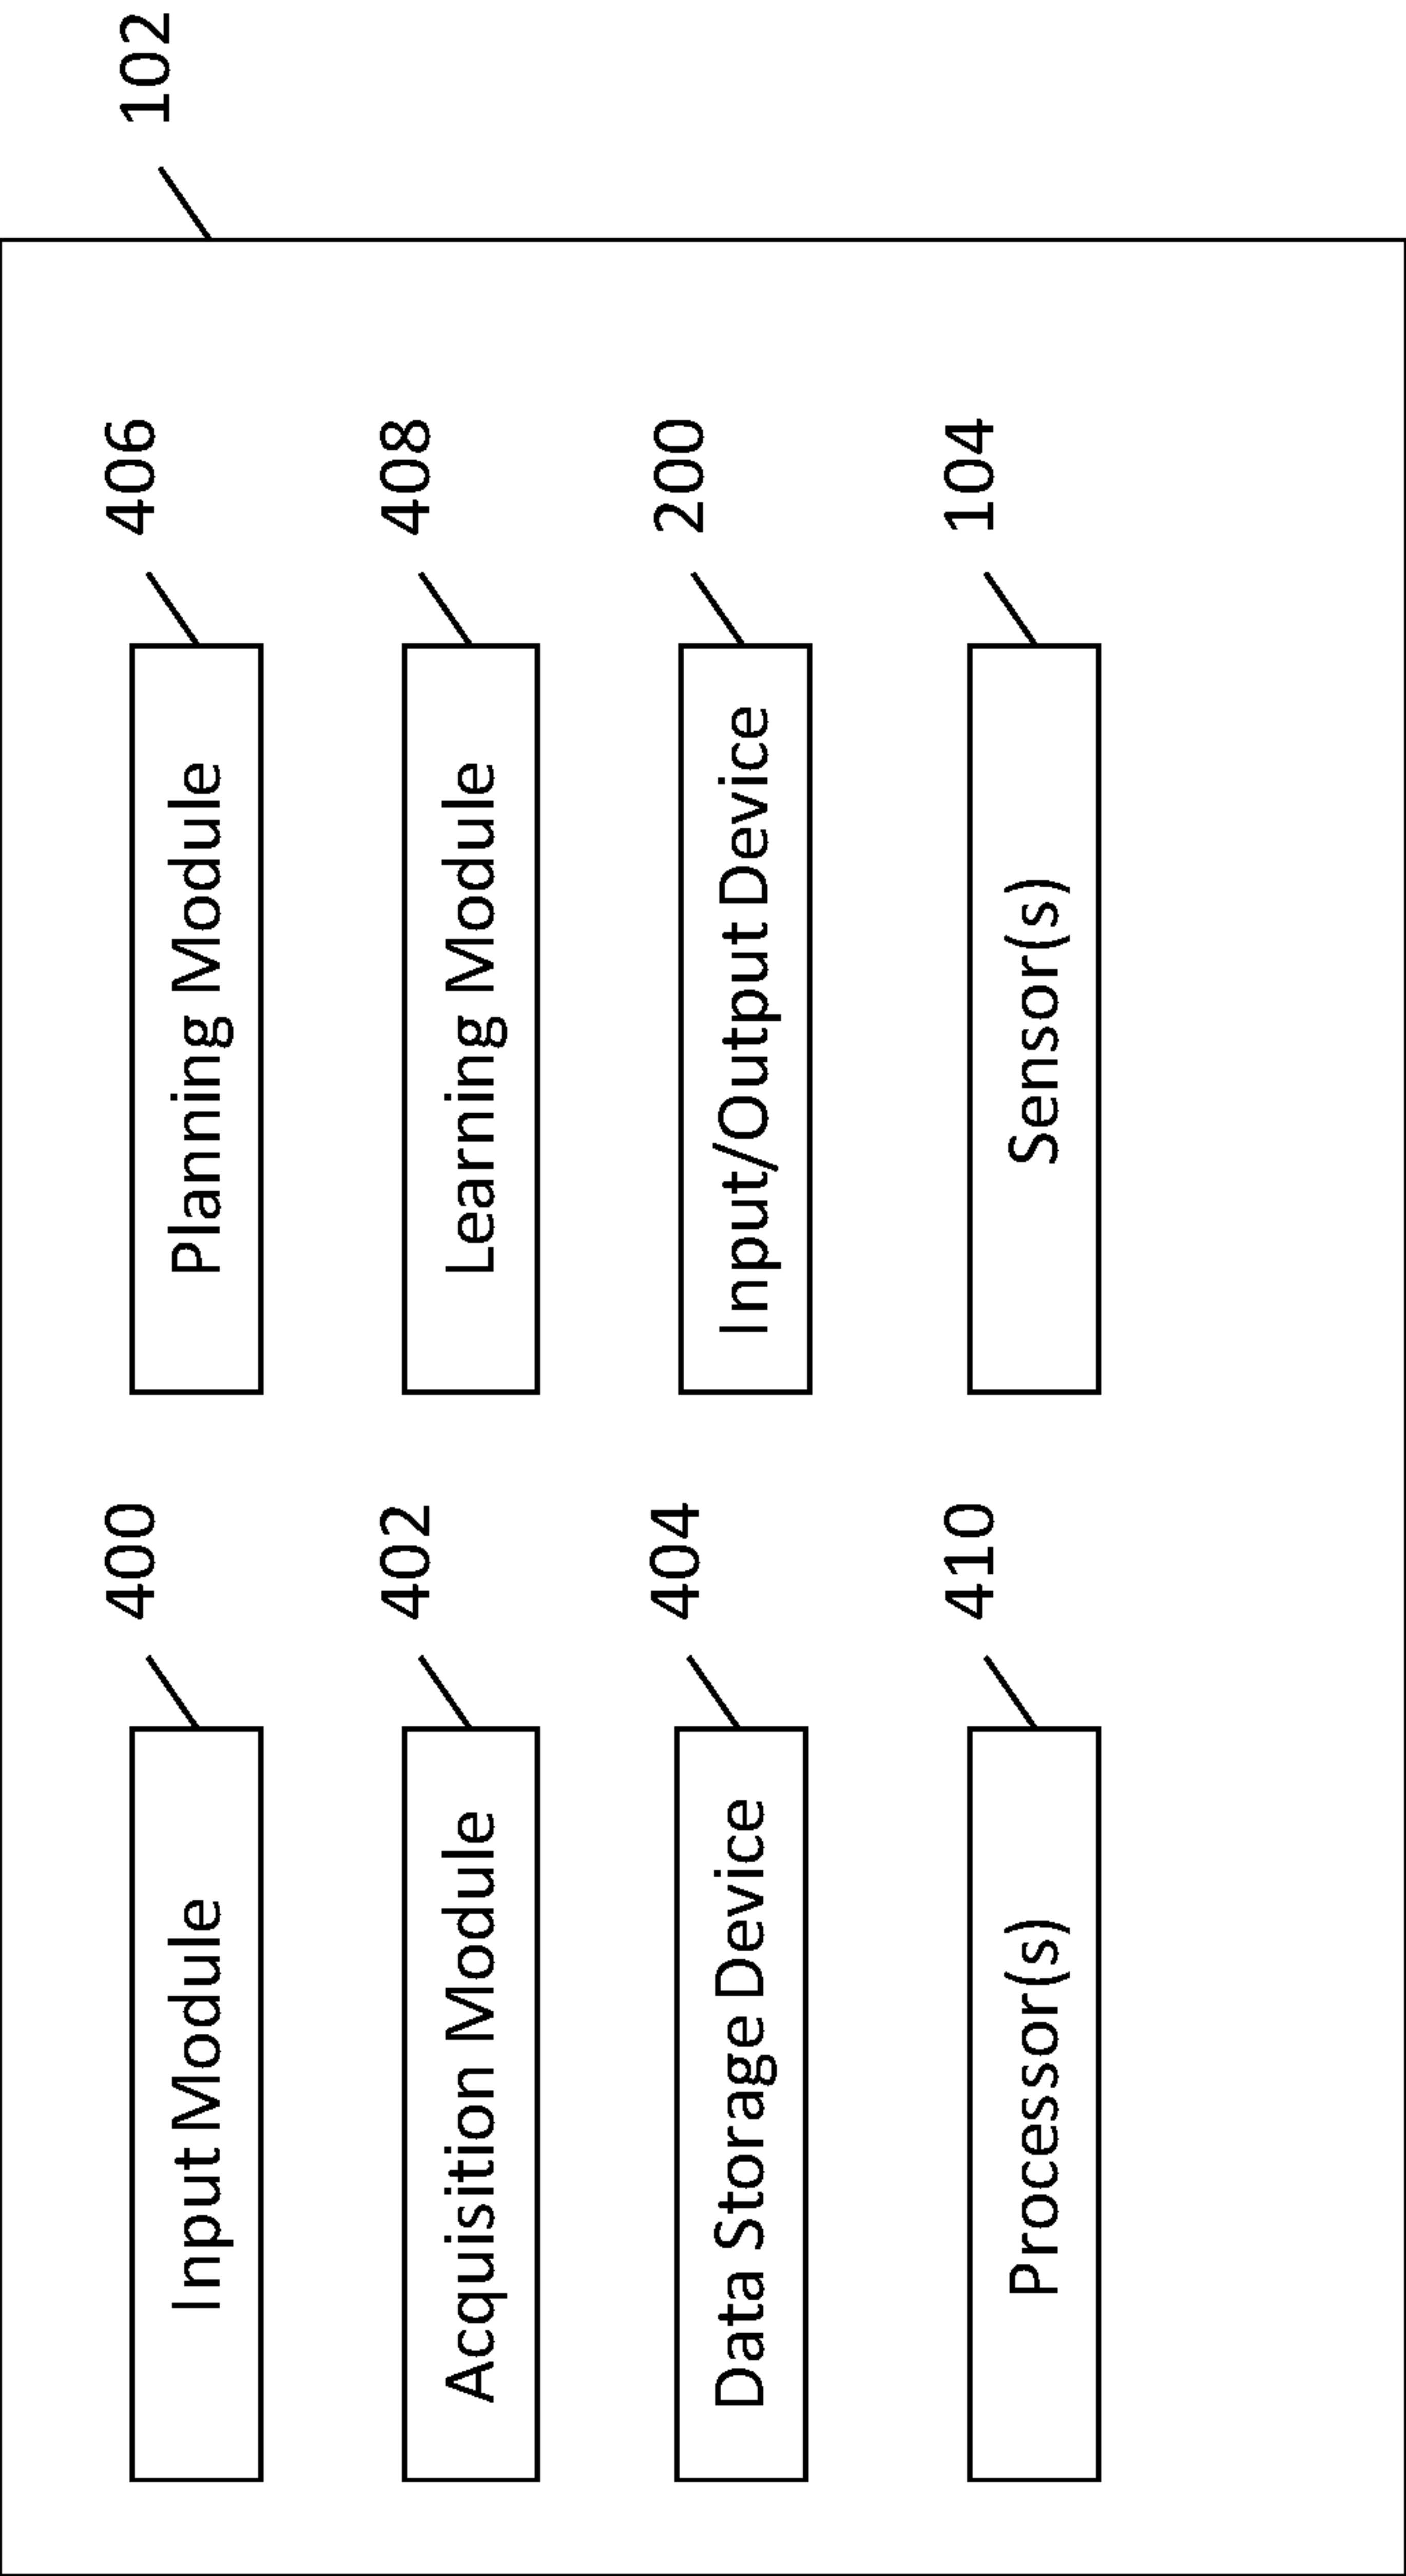 102
400
406
Input Module
Planning Module
402
408
Acquisition Module
Learning Module
404
200
Data Storage Device
Input/Output Device
410
104
Processor(s)
Sensor(s)